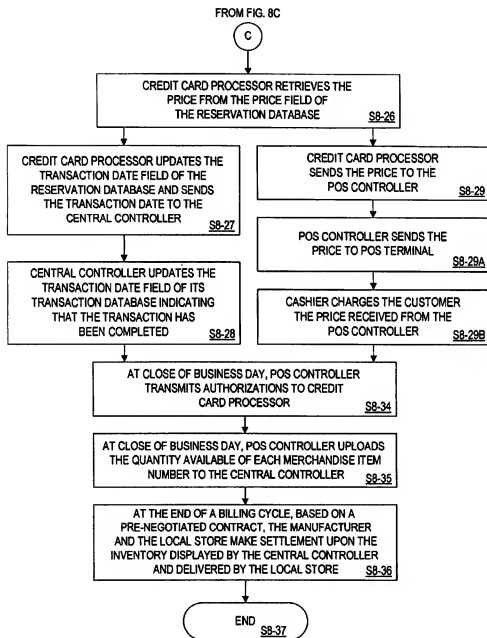 FROM FIG. 8C
C
CREDIT CARD PROCESSOR RETRIEVES THE
PRICE FROM THE PRICE FIELD OF
THE RESERVATION DATABASE
S8-26
CREDIT CARD PROCESSOR UPDATES THE
TRANSACTION DATE FIELD OF
THE RESERVATION DATABASE AND SENDS
THE TRANSACTION DATE TO THE
CENTRAL CONTROLLER
S8-27
CREDIT CARD PROCESSOR
SENDS THE PRICE TO THE
POS CONTROLLER
S8-29
POS CONTROLLER SENDS THE
PRICE TO POS TERMINAL
S8-29A
CENTRAL CONTROLLER UPDATES THE
TRANSACTION DATE FIELD OF ITS
TRANSACTION DATABASE INDICATING
THAT THE TRANSACTION HAS
BEEN COMPLETED
S8-28
CASHIER CHARGES THE CUSTOMER
THE PRICE RECEIVED FROM THE
POS CONTROLLER
S8-29B
AT CLOSE OF BUSINESS DAY, POS CONTROLLER
TRANSMITS AUTHORIZATIONS TO CREDIT
CARD PROCESSOR
S8-34
AT CLOSE OF BUSINESS DAY, POS CONTROLLER UPLOADS
THE QUANTITY AVAILABLE OF EACH MERCHANDISE ITEM
NUMBER TO THE CENTRAL CONTROLLER
S8-35
AT THE END OF A BILLING CYCLE, BASED ON A
PRE-NEGOTIATED CONTRACT, THE MANUFACTURER
AND THE LOCAL STORE MAKE SETTLEMENT UPON THE
INVENTORY DISPLAYED BY THE CENTRAL CONTROLLER
AND DELIVERED BY THE LOCAL STORE
S8-36
END
S8-37